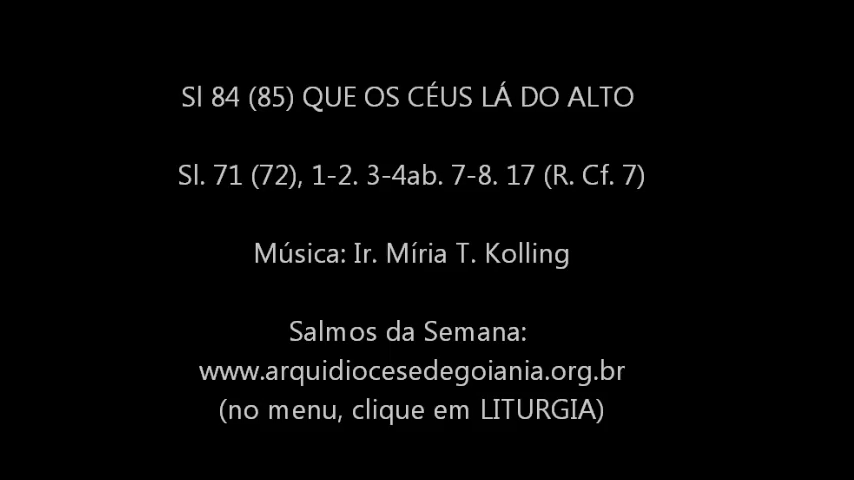 Sl 84 (85) QUE OS CÉUS LÁ DO ALTO
Sl. 71 (72), 1-2. 3-4ab. 7-8. 17 (R. Cf. 7)
Música: Ir. Míria T. Kolling
Salmos da Semana:
www.arquidiocesedegoiania.org.br
(no menu, clique em LITURGIA)